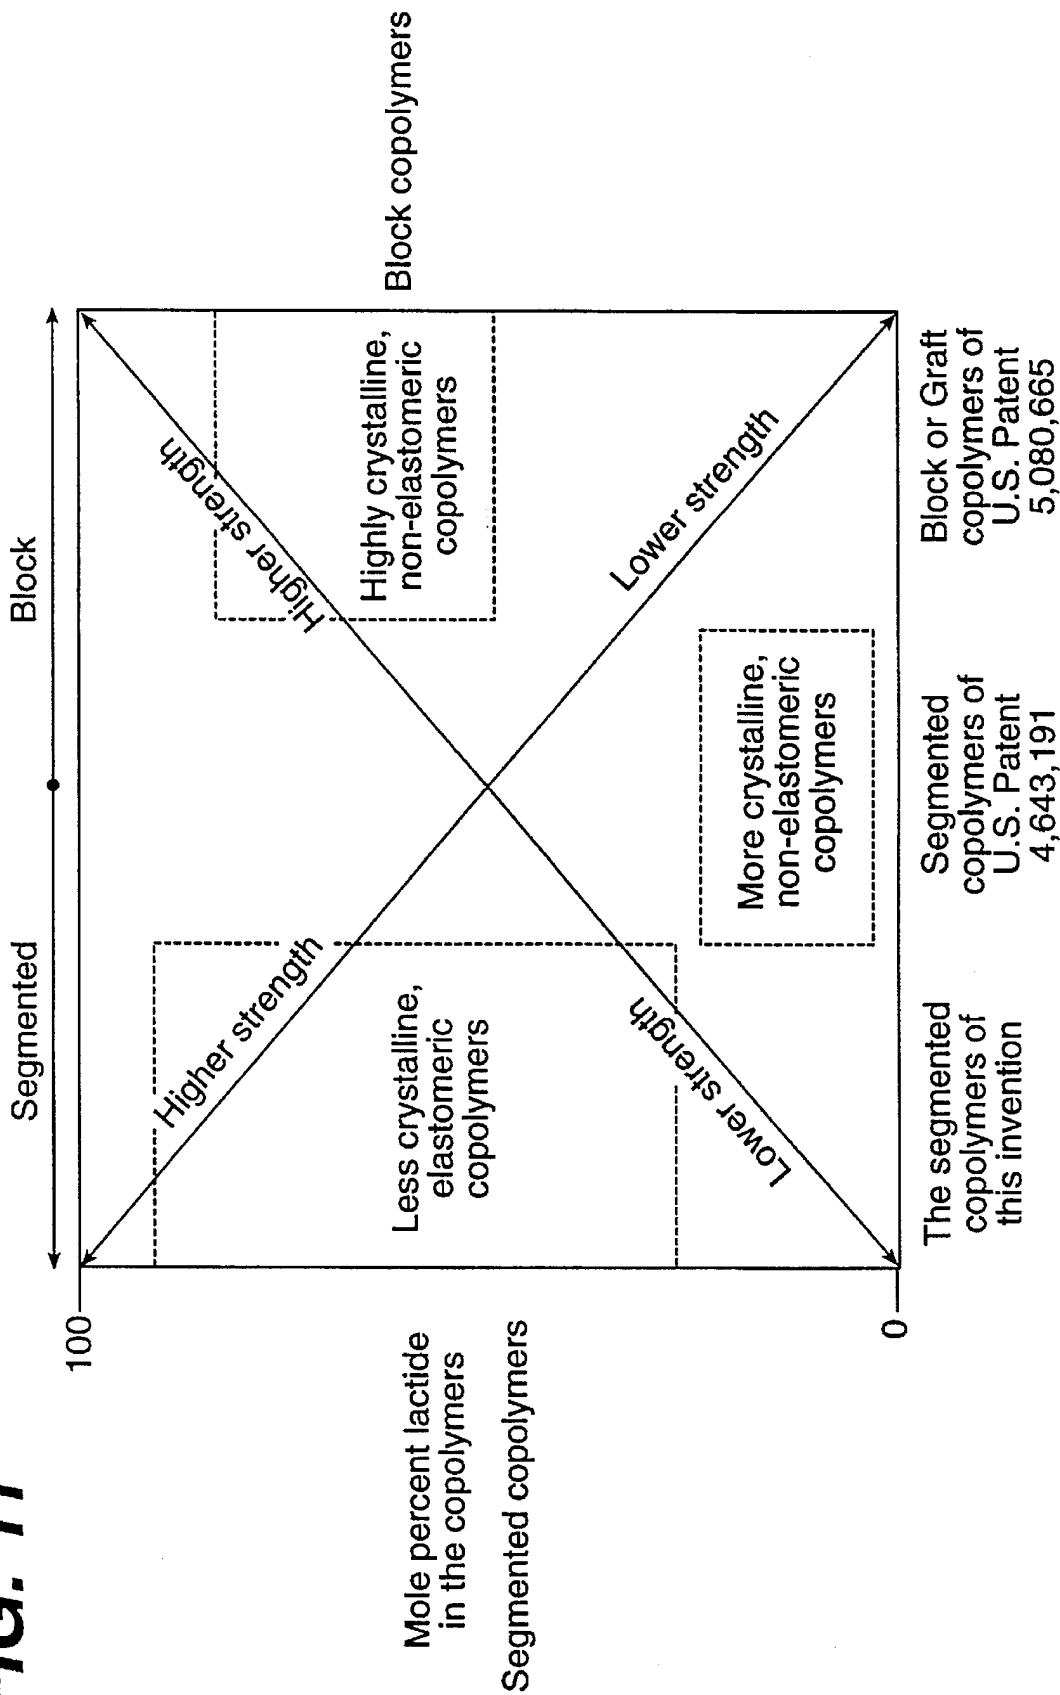 FIG. 11
Segmented
Block
100
0
Mole percent lactide
in the copolymers
Segmented copolymers
Block copolymers
Higher strength
Higher strength
Less crystalline,
elastomeric
copolymers
Highly crystalline,
non-elastomeric
copolymers
Lower strength
Lower strength
More crystalline,
non-elastomeric
copolymers
The segmented
copolymers of
this invention
Segmented
copolymers of
U.S. Patent
4,643,191
Block or Graft
copolymers of
U.S. Patent
5,080,665